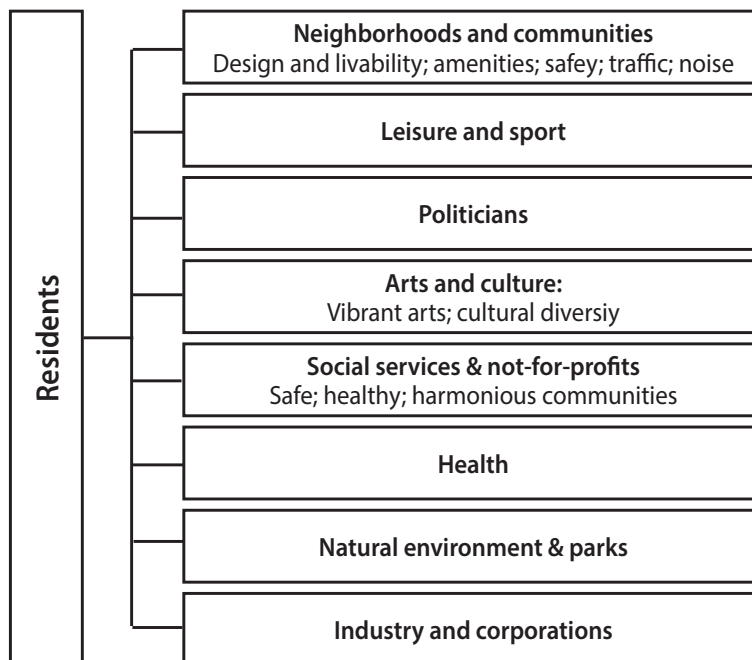 Residents
Neighborhoods and communities
Design and livability; amenities; safey; traffic; noise
Leisure and sport
Politicians
Arts and culture:
Vibrant arts; cultural diversiy
Social services & not-for-profits
Safe; healthy; harmonious communities
Health
Natural environment & parks
Industry and corporations